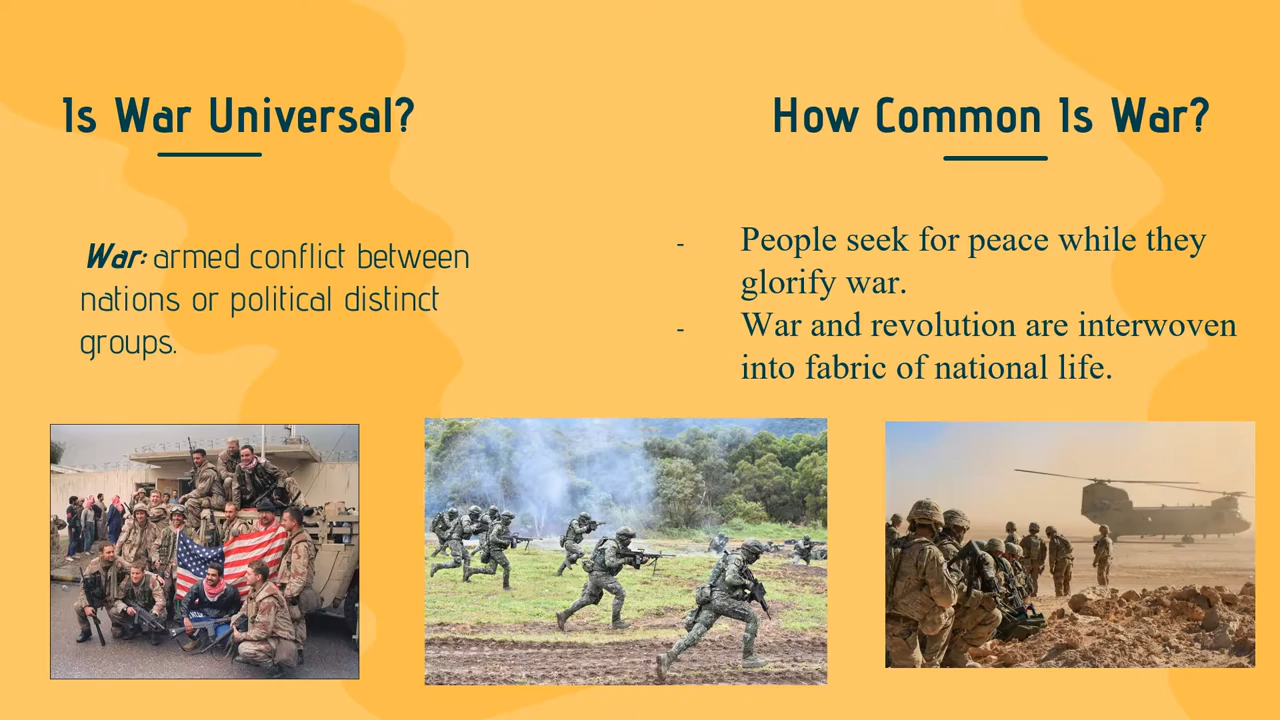 Is War Universal?
War: armed conflict between
nations or political distinct
groups.
How Common Is War?
- People seek for peace while they
glorify war.
- War and revolution are interwoven
into fabric of national life.